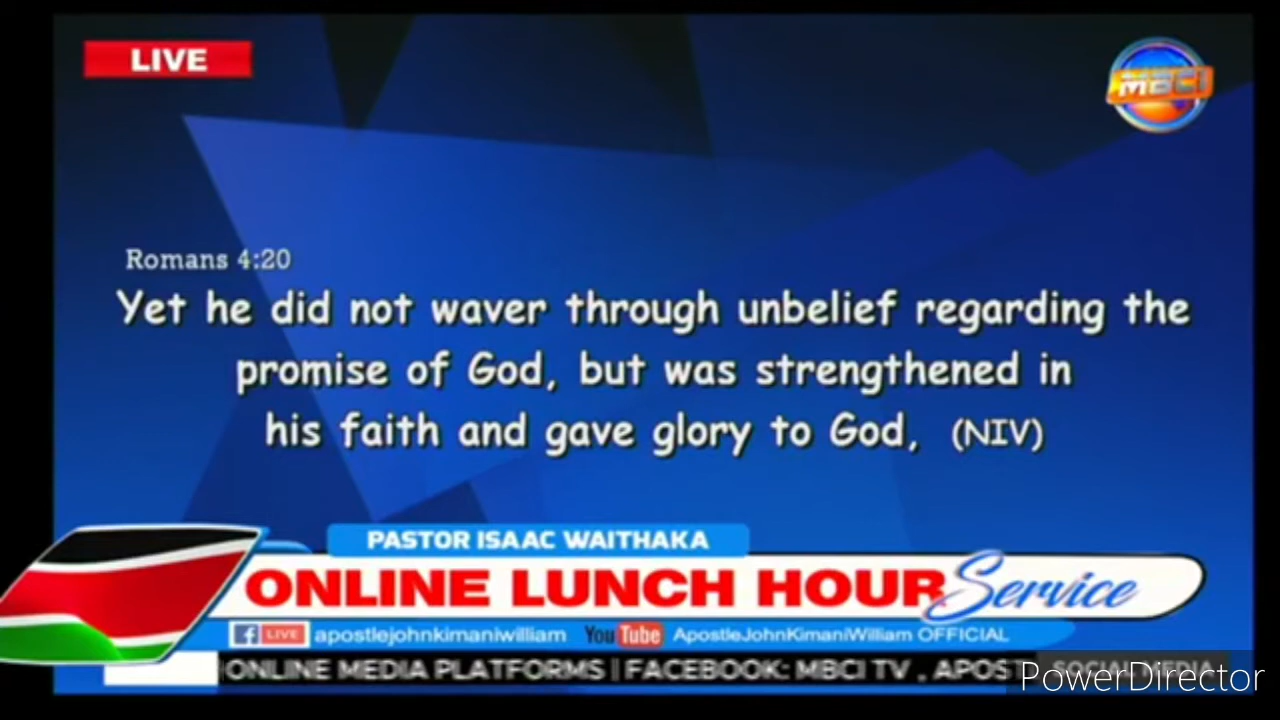 LIVE
MBCI
Romans 4:20
Yet he did not waver through unbelief regarding the
promise of God, but was strengthened in
his faith and gave glory to God, (NIV)
PASTOR ISAAC WAITHAKA
ONLINE LUNCH HOUR Service
LIVE apostlejohnkimaniwilliam YouTube ApostleJohnKimaniWilliam OFFICIAL
ONLINE MEDIA PLATFORMS | FACEBOOK: MBCI TV , APOST SOCIAL MEDIA
PowerDirector